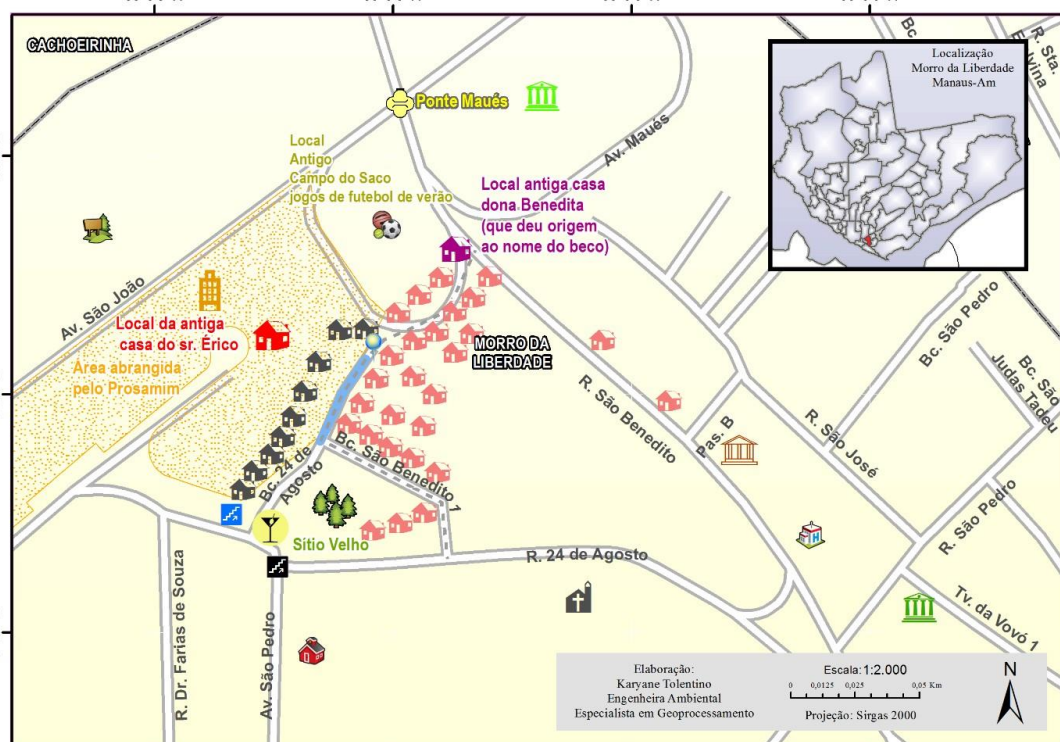 CACHOEIRINHA
Bc.
R. Sta.
Localização
Morro da Liberdade
Manaus-Am
Ponte Maués
Av. Maués
Local
Antigo
Campo do Saco
jogos de futebol de verão
Local antiga casa
dona Benedita
(que deu origem
ao nome do beco)
Av. São João
Local da antiga
casa do sr. Érico
Área abrangida
pelo Prosamim
MORRO DA
LIBERDADE
Bc. São Pedro
Bc. São
Judas Tadeu
R. São Benedito
Pas. B
R. São José
Bc. 24 de
Agosto
Bc. São Benedito 1
R. São Pedro
Sitio Velho
R. 24 de Agosto
R. Dr. Farias de Souza
Av. São Pedro
Tv. da Vovó 1
H
Elaboração:
Karyane Tolentino
Engenheira Ambiental
Especialista em Geoprocessamento
Escala: 1:2.000
0 0,0125 0,025 0,05 Km
Projeção: Sirgas 2000
N